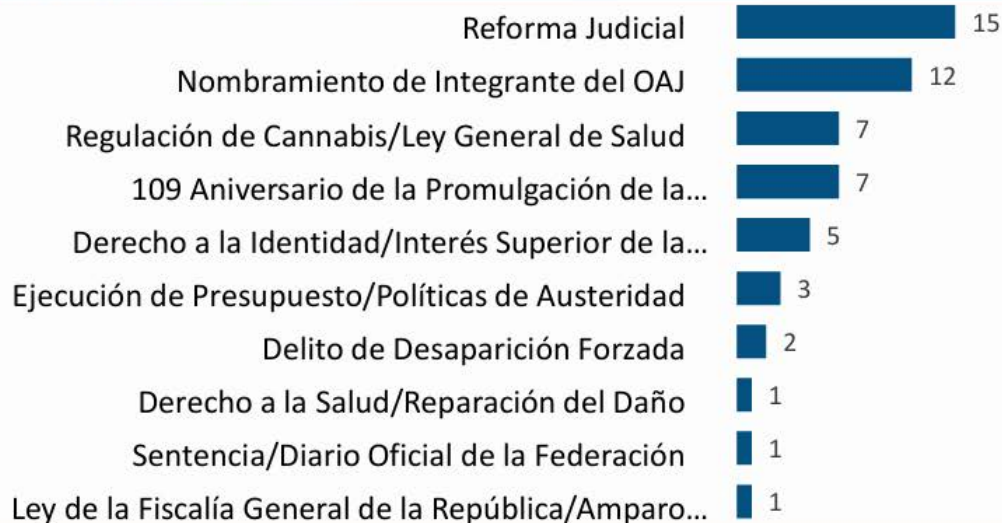 Reforma Judicial 15
Nombramiento de Integrante del OAJ 12
Regulación de Cannabis/Ley General de Salud 7
109 Aniversario de la Promulgación de la... 7
Derecho a la Identidad/Interés Superior de la... 5
Ejecución de Presupuesto/Políticas de Austeridad 3
Delito de Desaparición Forzada 2
Derecho a la Salud/Reparación del Daño 1
Sentencia/Diario Oficial de la Federación 1
Ley de la Fiscalía General de la República/Amparo... 1